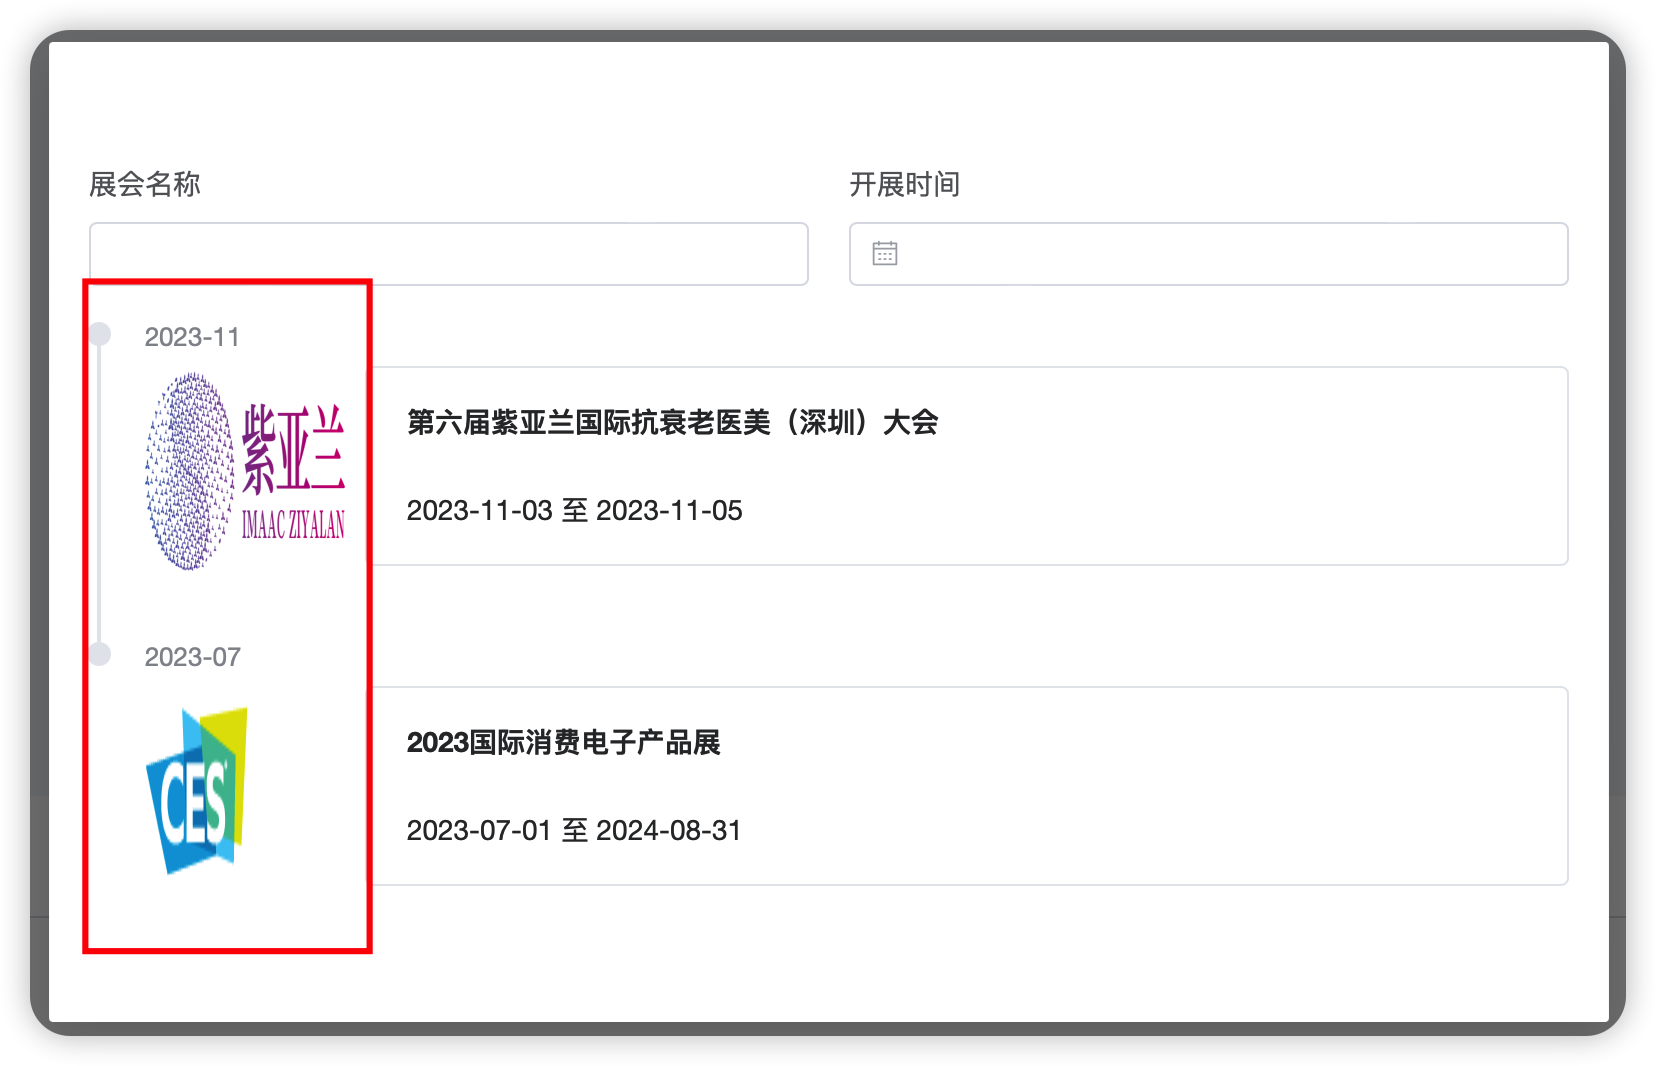 展会名称
开展时间
2023-11
紫亚兰
IMAAC ZIYALAN
第六届紫亚兰国际抗衰老医美（深圳）大会
2023-11-03 至 2023-11-05
2023-07
CES
2023国际消费电子产品展
2023-07-01 至 2024-08-31